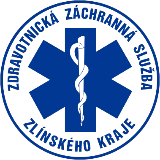 ZDRAVOTNICKÁ ZÁCHRANNÁ SLUŽBA
ZLÍNSKÉHO KRAJE